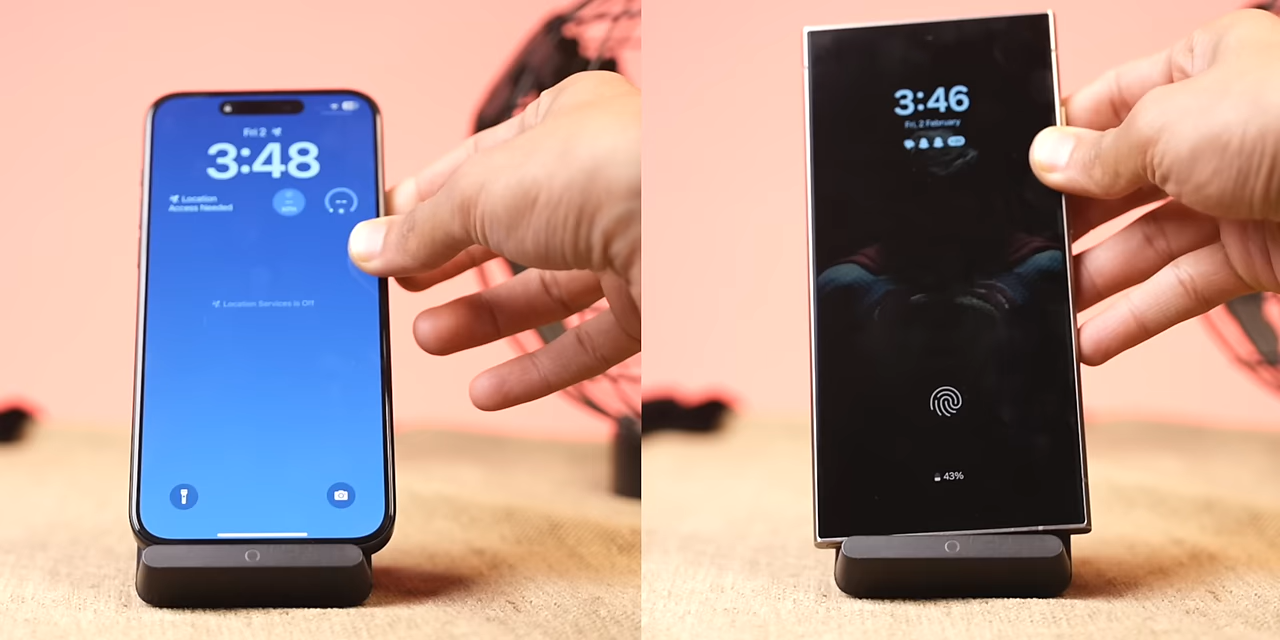 Fri 2
3:48
Location
Access Needed
Location Services is Off
3:46
Fri, 2 February
43%